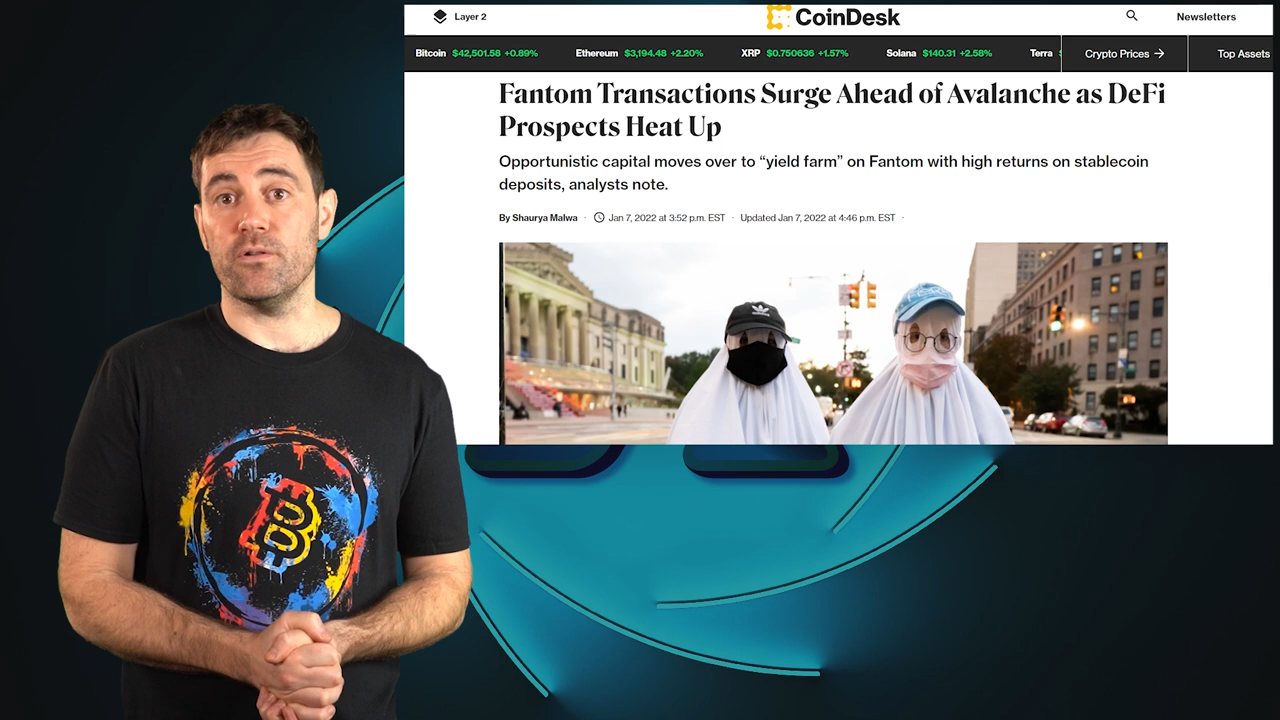 Layer 2
CoinDesk
Newsletters
Bitcoin $42,501.58 +0.89% Ethereum $3,194.48 +2.20% XRP $0.750636 +1.57% Solana $140.31 +2.58% Terra Crypto Prices → Top Assets
Fantom Transactions Surge Ahead of Avalanche as DeFi
Prospects Heat Up
Opportunistic capital moves over to “yield farm” on Fantom with high returns on stablecoin
deposits, analysts note.
By Shaurya Malwa · Jan 7, 2022 at 3:52 p.m. EST · Updated Jan 7, 2022 at 4:46 p.m. EST ·